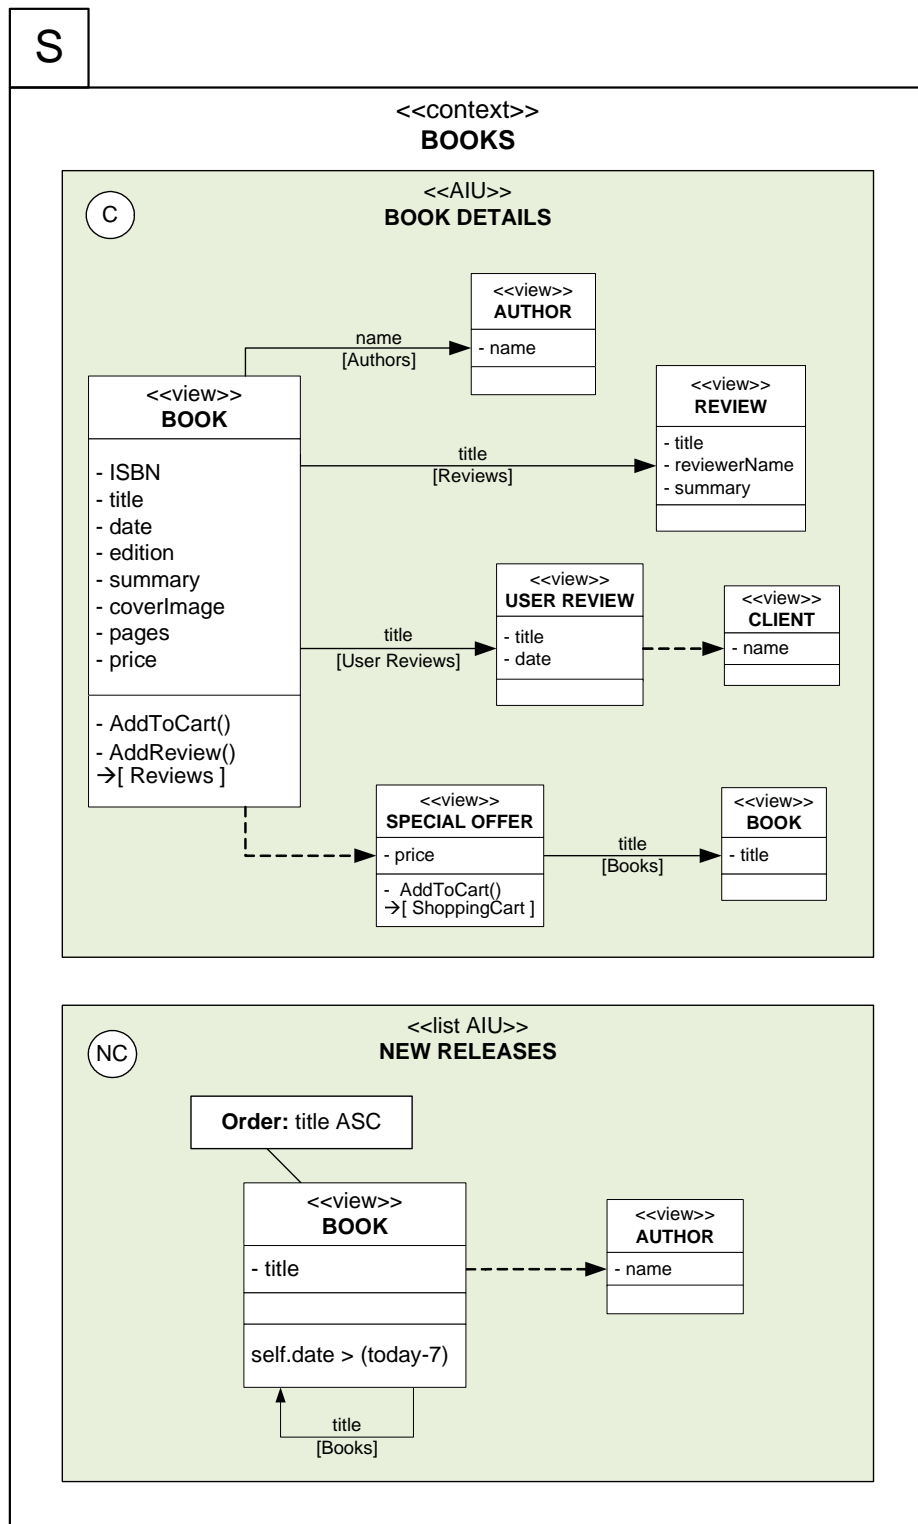 S
<<context>>
BOOKS
C
<<AIU>>
BOOK DETAILS
<<view>>
AUTHOR
- name
name
[Authors]
<<view>>
BOOK
- ISBN
- title
- date
- edition
- summary
- coverImage
- pages
- price
- AddToCart()
- AddReview()
→[ Reviews ]
<<view>>
REVIEW
- title
- reviewerName
- summary
title
[Reviews]
<<view>>
USER REVIEW
- title
- date
title
[User Reviews]
<<view>>
CLIENT
- name
<<view>>
SPECIAL OFFER
- price
- AddToCart()
→[ ShoppingCart ]
title
[Books]
<<view>>
BOOK
- title
NC
<<list AIU>>
NEW RELEASES
Order: title ASC
<<view>>
BOOK
- title
self.date > (today-7)
title
[Books]
<<view>>
AUTHOR
- name